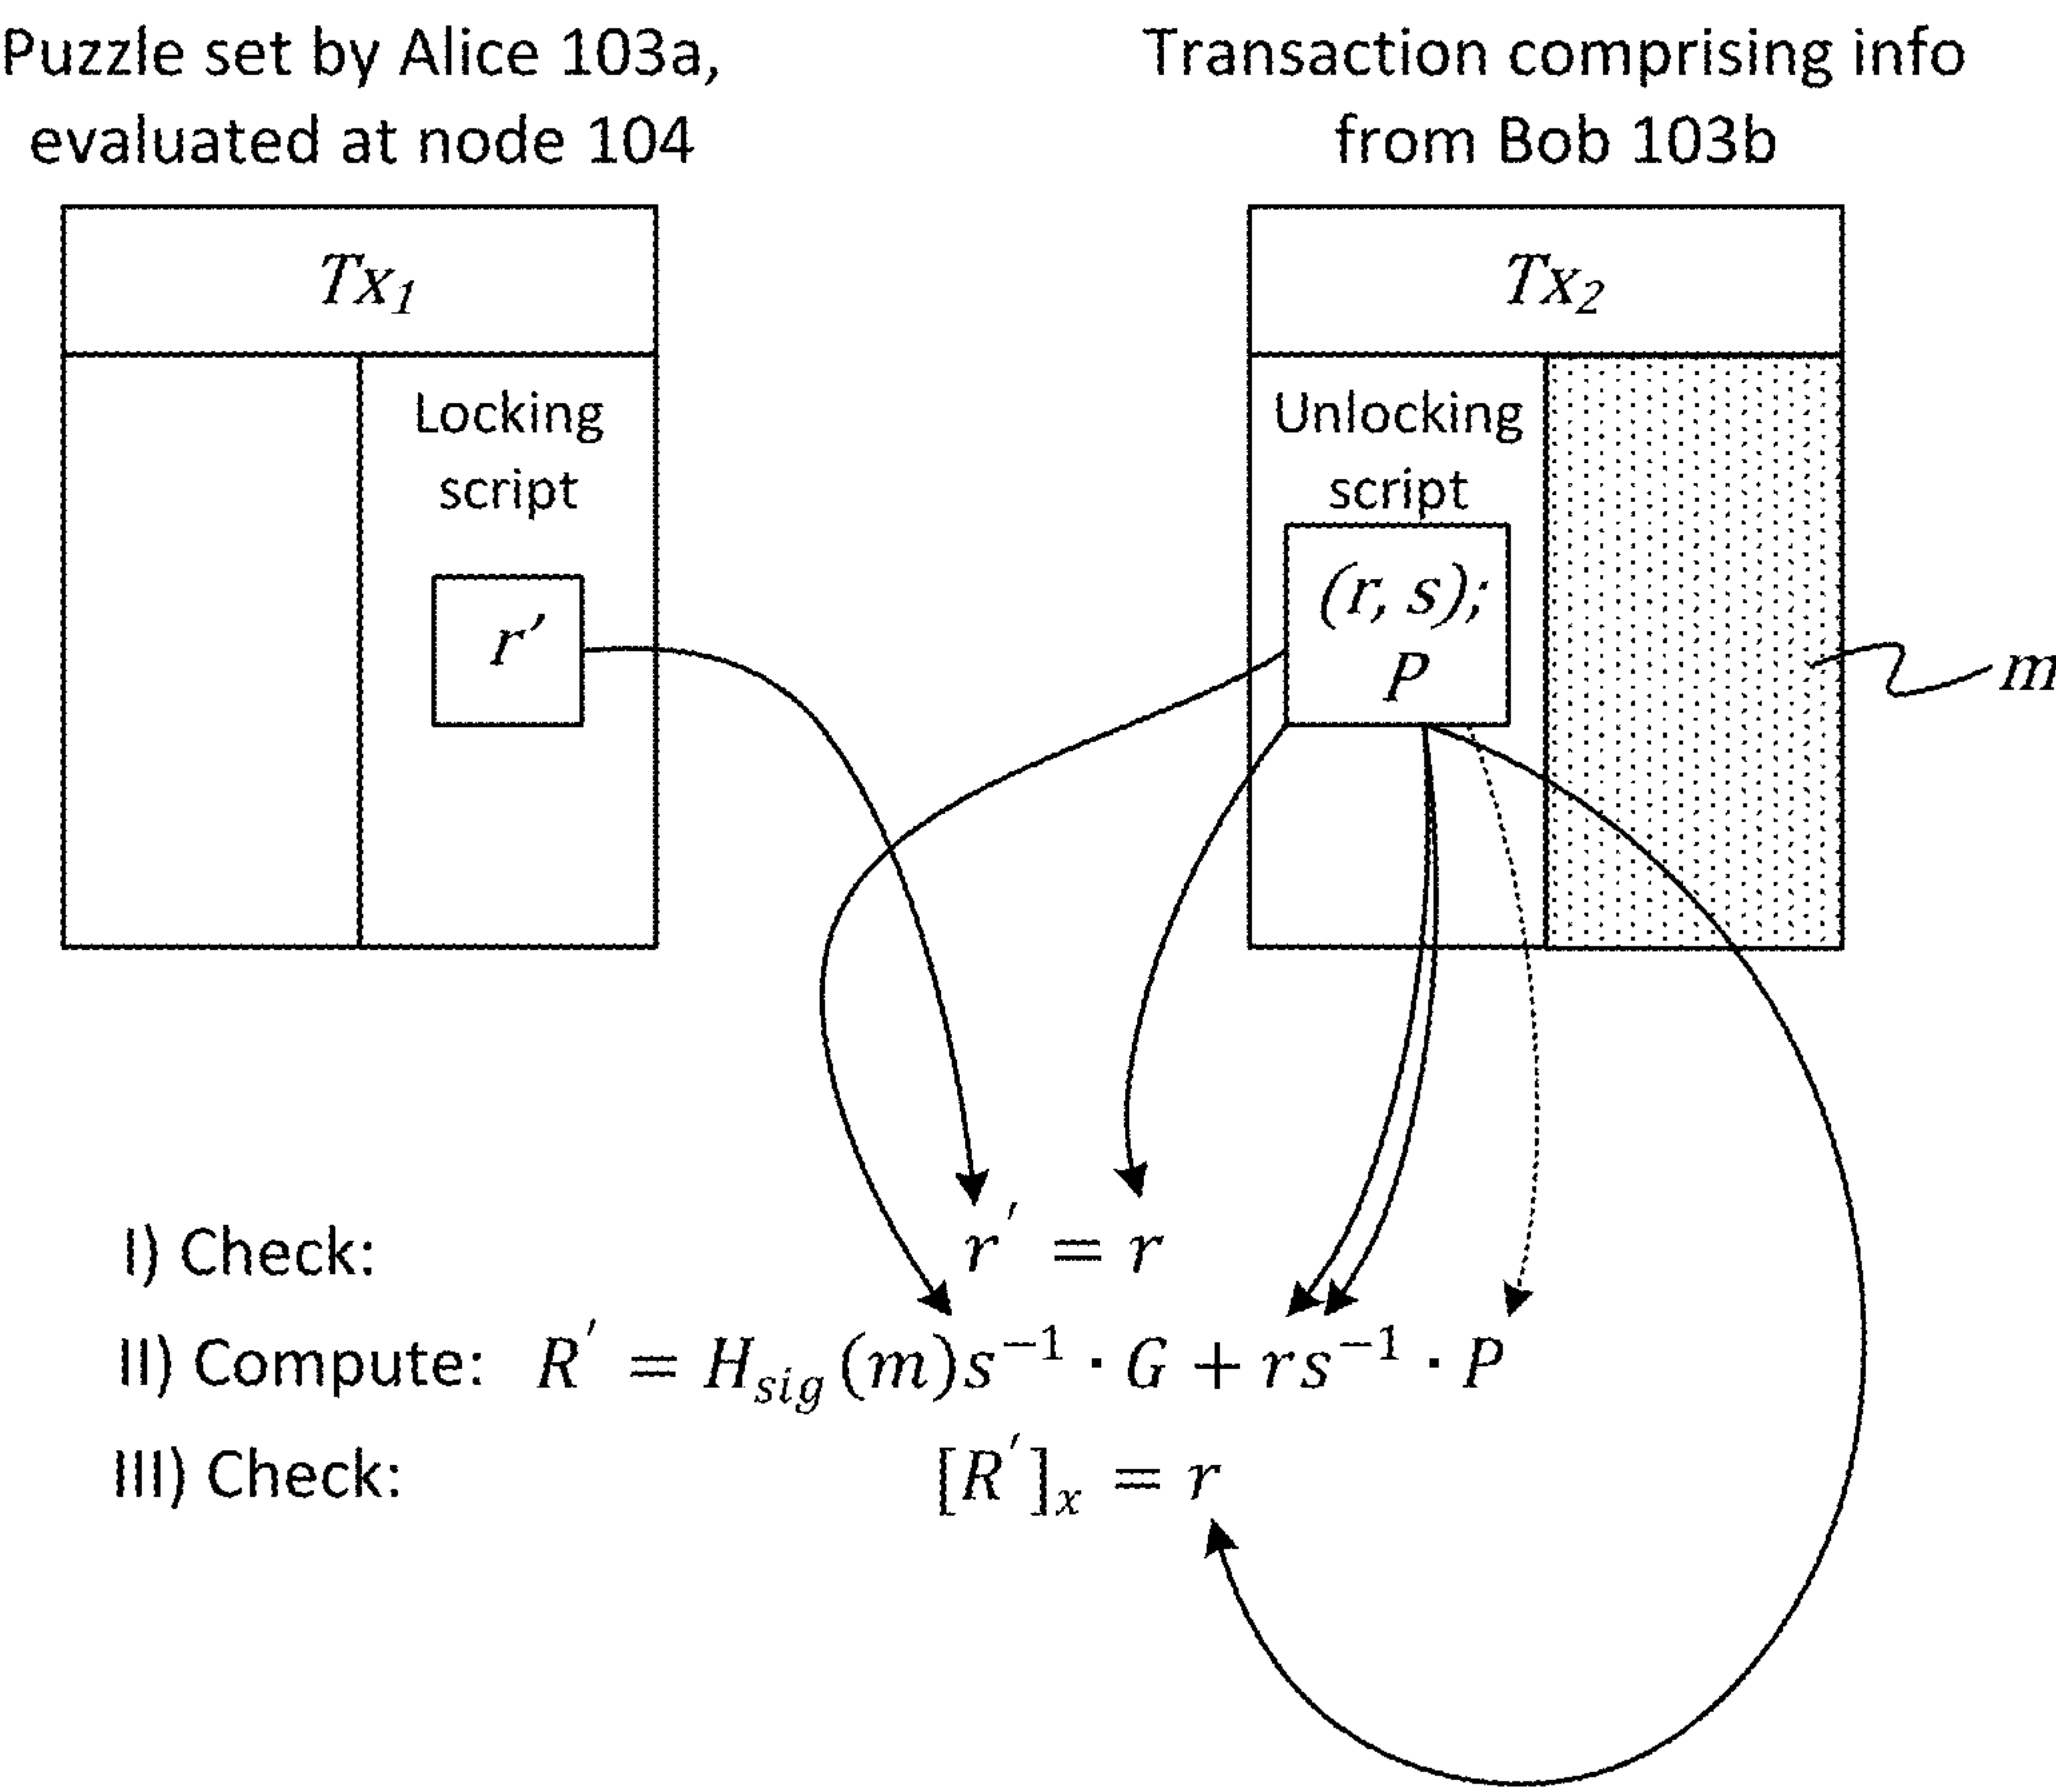 Puzzle set by Alice 103a,
evaluated at node 104
Transaction comprising info
from Bob 103b
Tx₁
Locking
script
r′
Tx₂
Unlocking
script
(r, s);
P
m
I) Check: r′ = r
II) Compute: R′ = H_sig(m)s⁻¹ · G + rs⁻¹ · P
III) Check: [R′]ₓ = r